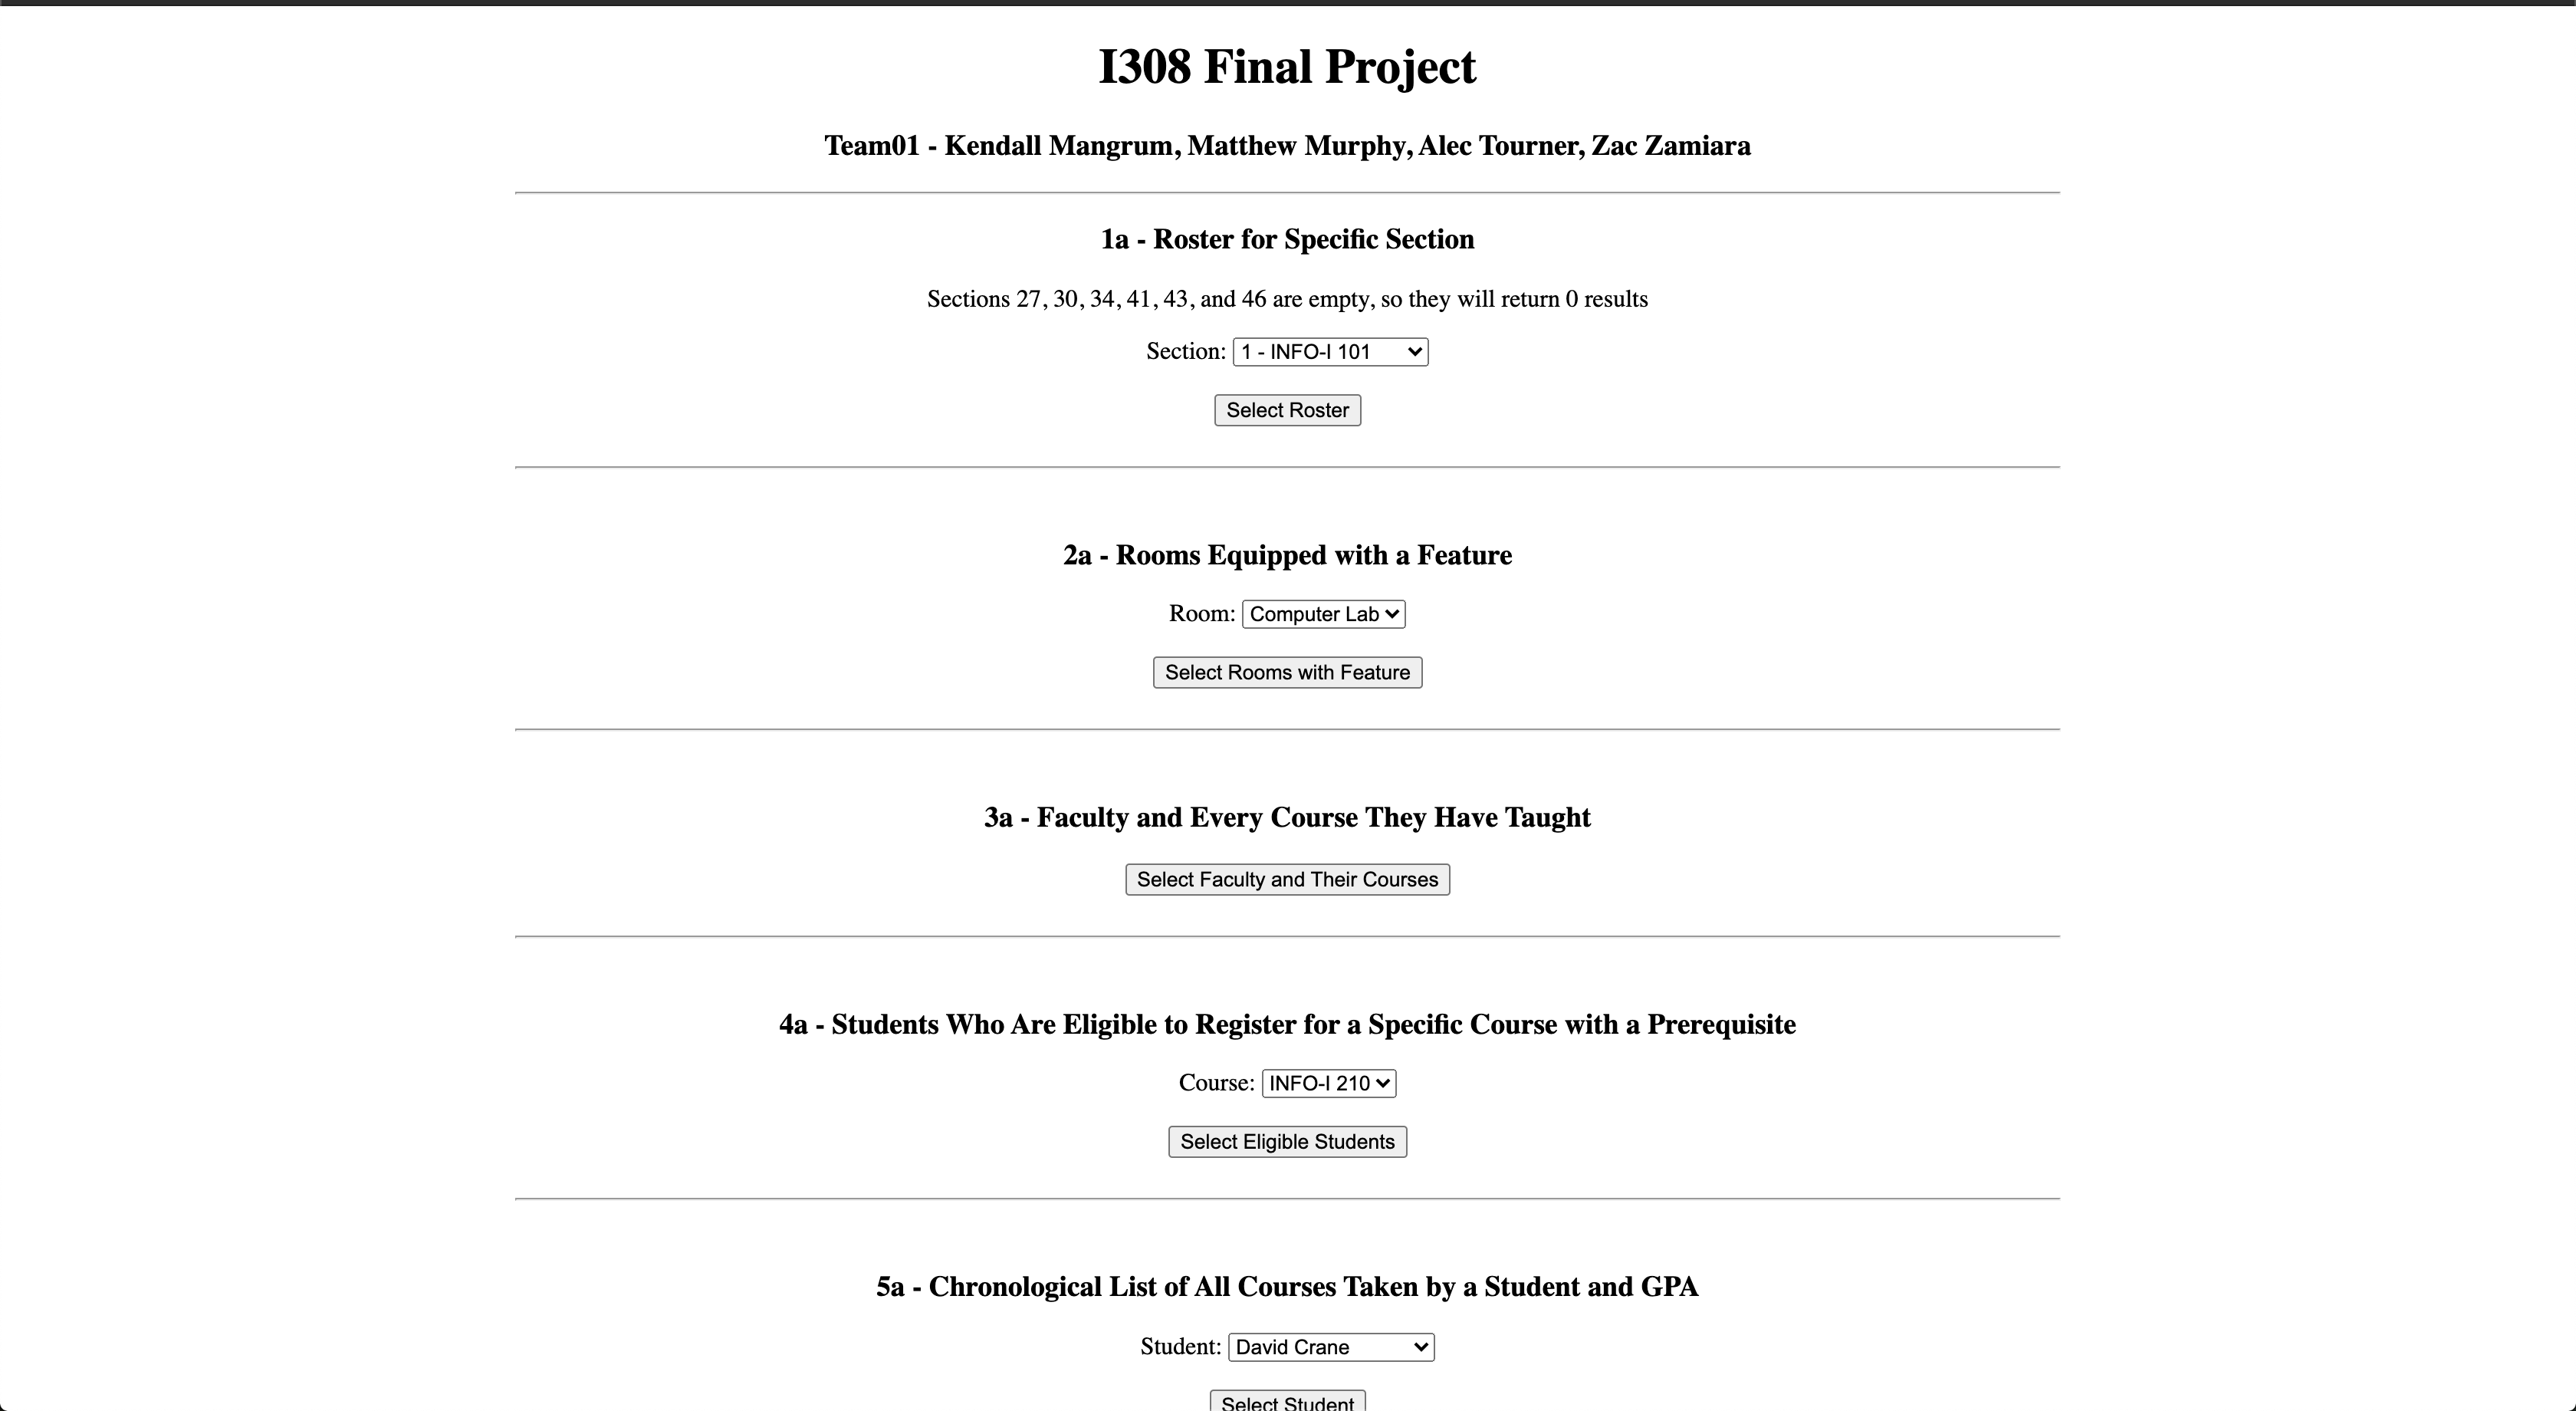 I308 Final Project
Team01 - Kendall Mangrum, Matthew Murphy, Alec Tourner, Zac Zamiara
1a - Roster for Specific Section
Sections 27, 30, 34, 41, 43, and 46 are empty, so they will return 0 results
Section: 1 - INFO-I 101
Select Roster
2a - Rooms Equipped with a Feature
Room: Computer Lab
Select Rooms with Feature
3a - Faculty and Every Course They Have Taught
Select Faculty and Their Courses
4a - Students Who Are Eligible to Register for a Specific Course with a Prerequisite
Course: INFO-I 210
Select Eligible Students
5a - Chronological List of All Courses Taken by a Student and GPA
Student: David Crane
Select Student